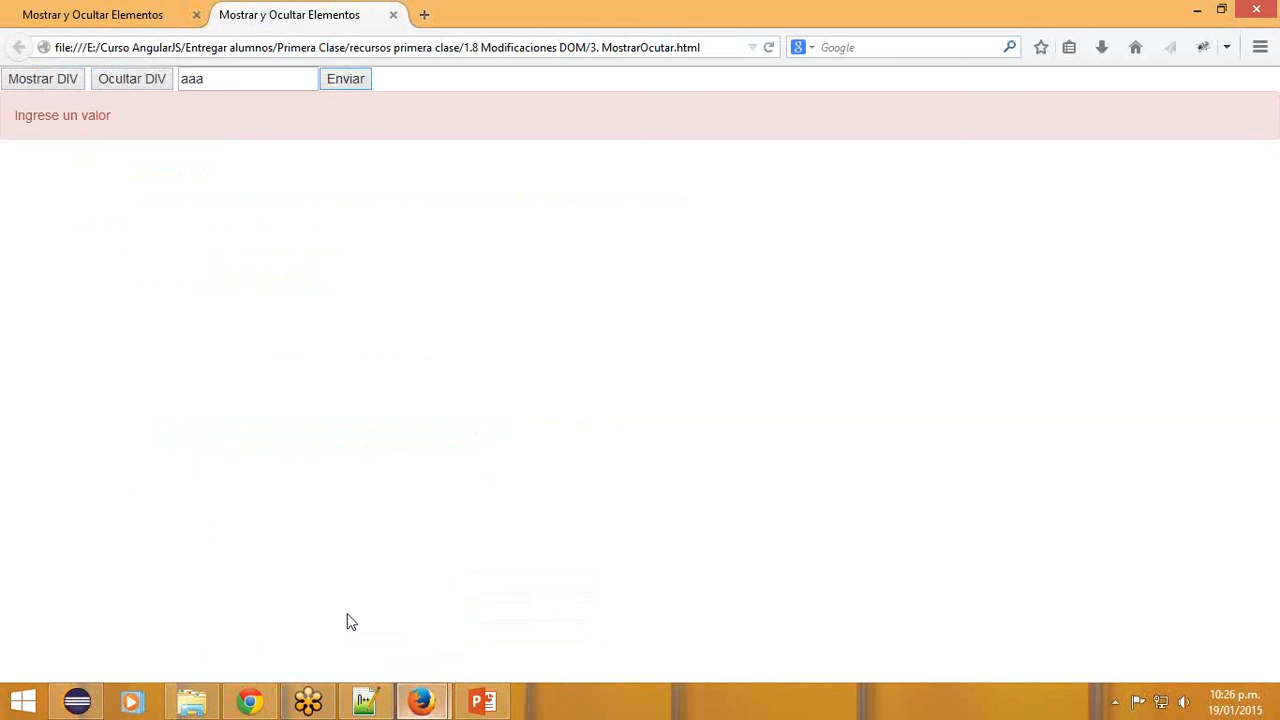 Mostrar y Ocultar Elementos
Mostrar y Ocultar Elementos
file:///E:/Curso AngularJS/Entregar alumnos/Primera Clase/recursos primera clase/1.8 Modificaciones DOM/3. MostrarOcutar.html
Google
Mostrar DIV Ocultar DIV aaa Enviar
Ingrese un valor
10:26 p.m.
19/01/2015